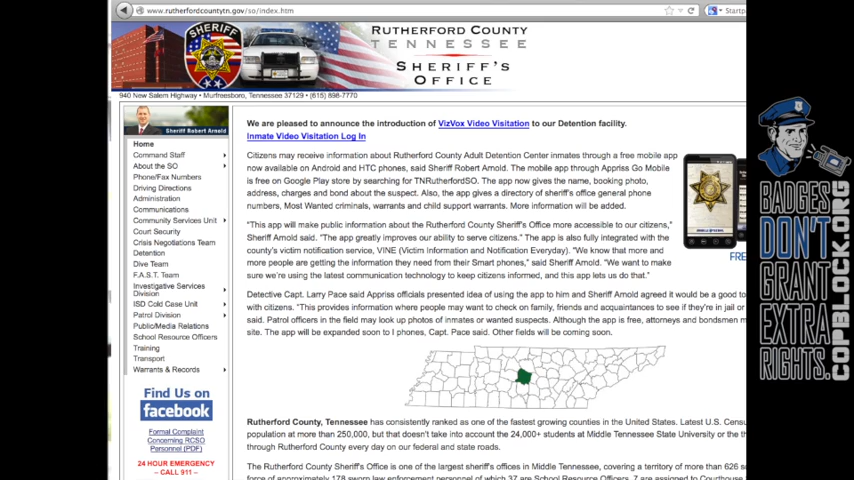 www.rutherfordcountytn.gov/so/index.htm
Startp
SHERIFF
RUTHERFORD COUNTY
TENNESSEE
SHERIFF'S
OFFICE
940 New Salem Highway • Murfreesboro, Tennessee 37129 • (615) 898-7770
Sheriff Robert Arnold
Home
Command Staff
About the SO
Phone/Fax Numbers
Driving Directions
Administration
Communications
Community Services Unit
Court Security
Crisis Negotiations Team
Detention
Dive Team
F.A.S.T. Team
Investigative Services
Division
ISD Cold Case Unit
Patrol Division
Public/Media Relations
School Resource Officers
Training
Transport
Warrants & Records
Find Us on
facebook
Formal Complaint
Concerning RCSO
Personnel (PDF)
24 HOUR EMERGENCY
– CALL 911 –
We are pleased to announce the introduction of VizVox Video Visitation to our Detention facility.
Inmate Video Visitation Log In
Citizens may receive information about Rutherford County Adult Detention Center inmates through a free mobile app
now available on Android and HTC phones, said Sheriff Robert Arnold. The mobile app through Appriss Go Mobile
is free on Google Play store by searching for TNRutherfordSO. The app now gives the name, booking photo,
address, charges and bond about the suspect. Also, the app gives a directory of sheriff's office general phone
numbers, Most Wanted criminals, warrants and child support warrants. More information will be added.
"This app will make public information about the Rutherford County Sheriff's Office more accessible to our citizens,"
Sheriff Arnold said. "The app greatly improves our ability to serve citizens." The app is also fully integrated with the
county's victim notification service, VINE (Victim Information and Notification Everyday). "We know that more and
more people are getting the information they need from their Smart phones," said Sheriff Arnold. "We want to make
sure we're using the latest communication technology to keep citizens informed, and this app lets us do that."
FRE
Detective Capt. Larry Pace said Appriss officials presented idea of using the app to him and Sheriff Arnold agreed it would be a good to
with citizens. "This provides information where people may want to check on family, friends and acquaintances to see if they're in jail or
said. Patrol officers in the field may look up photos of inmates or wanted suspects. Although the app is free, attorneys and bondsmen m
site. The app will be expanded soon to I phones, Capt. Pace said. Other fields will be coming soon.
Rutherford County, Tennessee has consistently ranked as one of the fastest growing counties in the United States. Latest U.S. Censu
population at more than 250,000, but that doesn't take into account the 24,000+ students at Middle Tennessee State University or the th
through Rutherford County every day on our federal and state roads.
The Rutherford County Sheriff's Office is one of the largest sheriff's offices in Middle Tennessee, covering a territory of more than 626 s
force of approximately 178 sworn law enforcement personnel of which 37 are School Resource Officers, 7 are assigned to Courthouse
BADGES
DON'T
GRANT
EXTRA
RIGHTS.
COPBLOCK.ORG